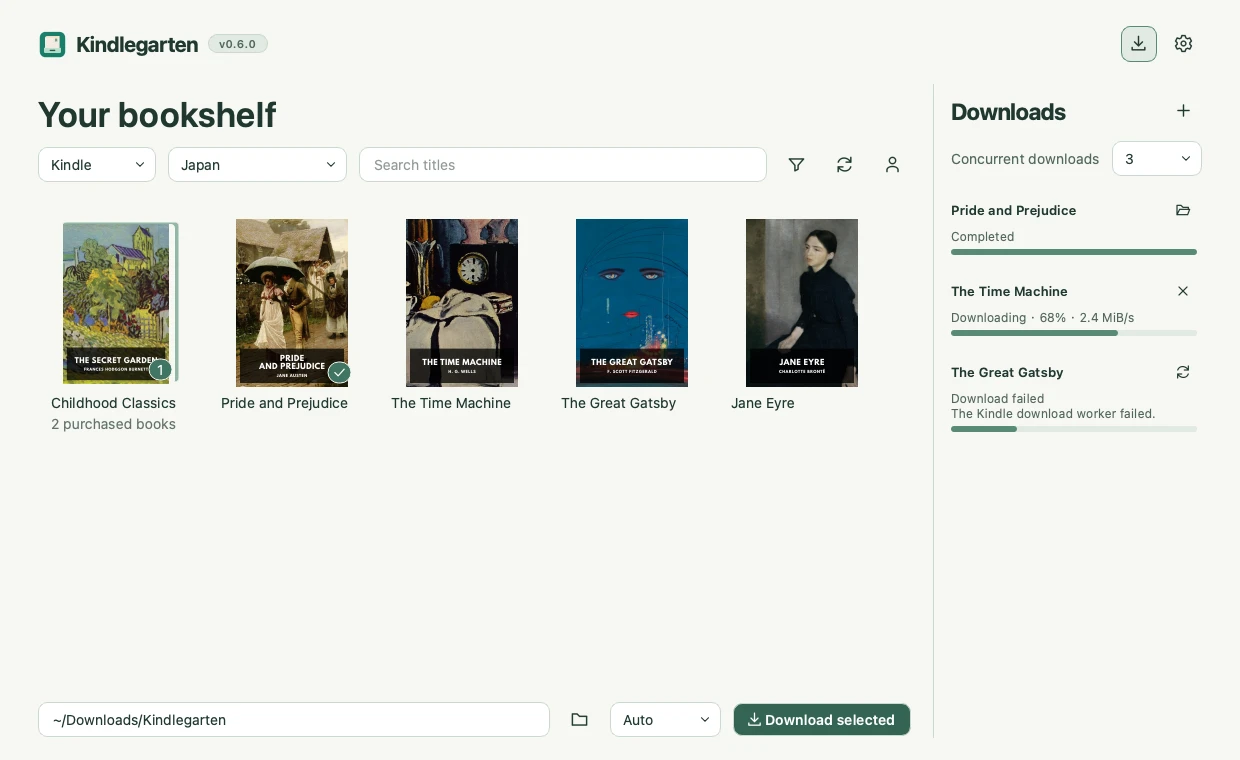 Kindlegarten
v0.6.0
Your bookshelf
Kindle
Japan
Search titles
THE SECRET GARDEN
FRANCES HODGSON BURNETT
1
Childhood Classics
2 purchased books
PRIDE
AND PREJUDICE
JANE AUSTEN
Pride and Prejudice
THE TIME MACHINE
H. G. WELLS
The Time Machine
THE GREAT GATSBY
F. SCOTT FITZGERALD
The Great Gatsby
JANE EYRE
CHARLOTTE BRONTË
Jane Eyre
~/Downloads/Kindlegarten
Auto
Download selected
Downloads
Concurrent downloads
3
Pride and Prejudice
Completed
The Time Machine
Downloading · 68% · 2.4 MiB/s
The Great Gatsby
Download failed
The Kindle download worker failed.